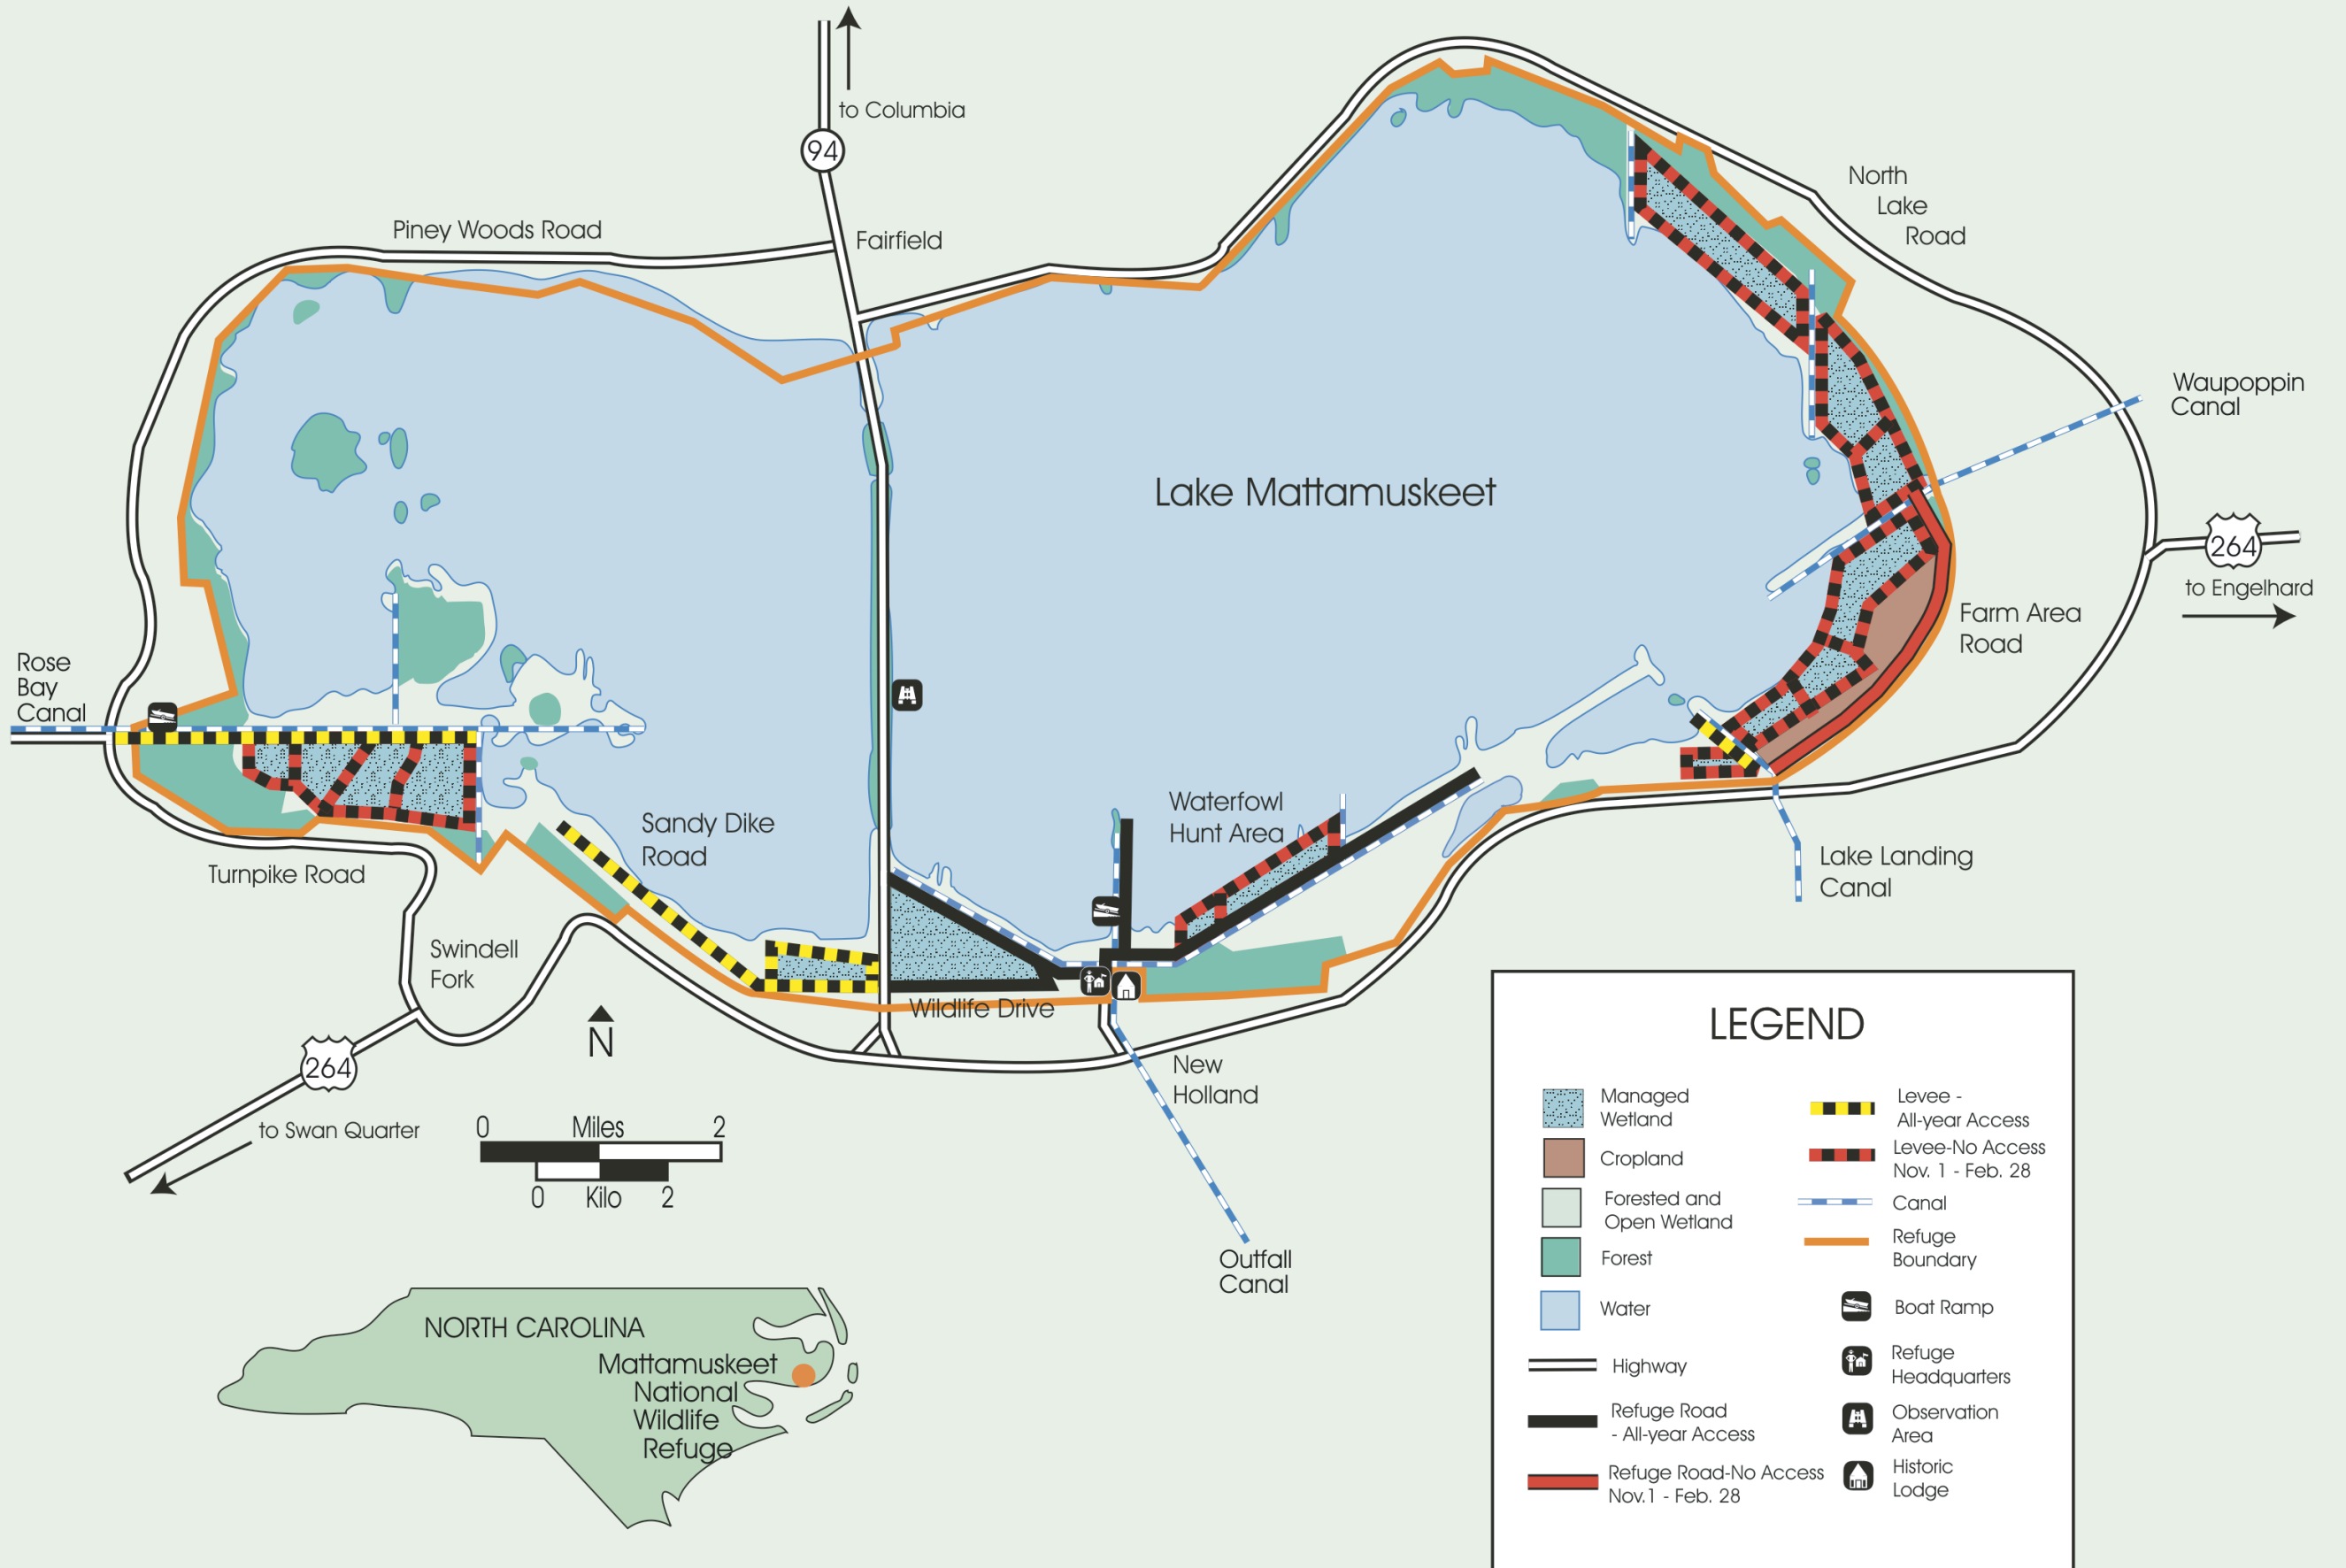 to Columbia
94
North
Lake
Road
Piney Woods Road
Fairfield
Waupoppin
Canal
Lake Mattamuskeet
264
to Engelhard
Farm Area
Road
Rose
Bay
Canal
Sandy Dike
Road
Waterfowl
Hunt Area
Turnpike Road
Lake Landing
Canal
Swindell
Fork
Wildlife Drive
N
264
New
Holland
to Swan Quarter
0 Miles 2
0 Kilo 2
Outfall
Canal
NORTH CAROLINA
Mattamuskeet
National
Wildlife
Refuge
LEGEND
Managed
Wetland
Cropland
Forested and
Open Wetland
Forest
Water
Highway
Refuge Road
- All-year Access
Refuge Road-No Access
Nov.1 - Feb. 28
Levee -
All-year Access
Levee-No Access
Nov. 1 - Feb. 28
Canal
Refuge
Boundary
Boat Ramp
Refuge
Headquarters
Observation
Area
Historic
Lodge